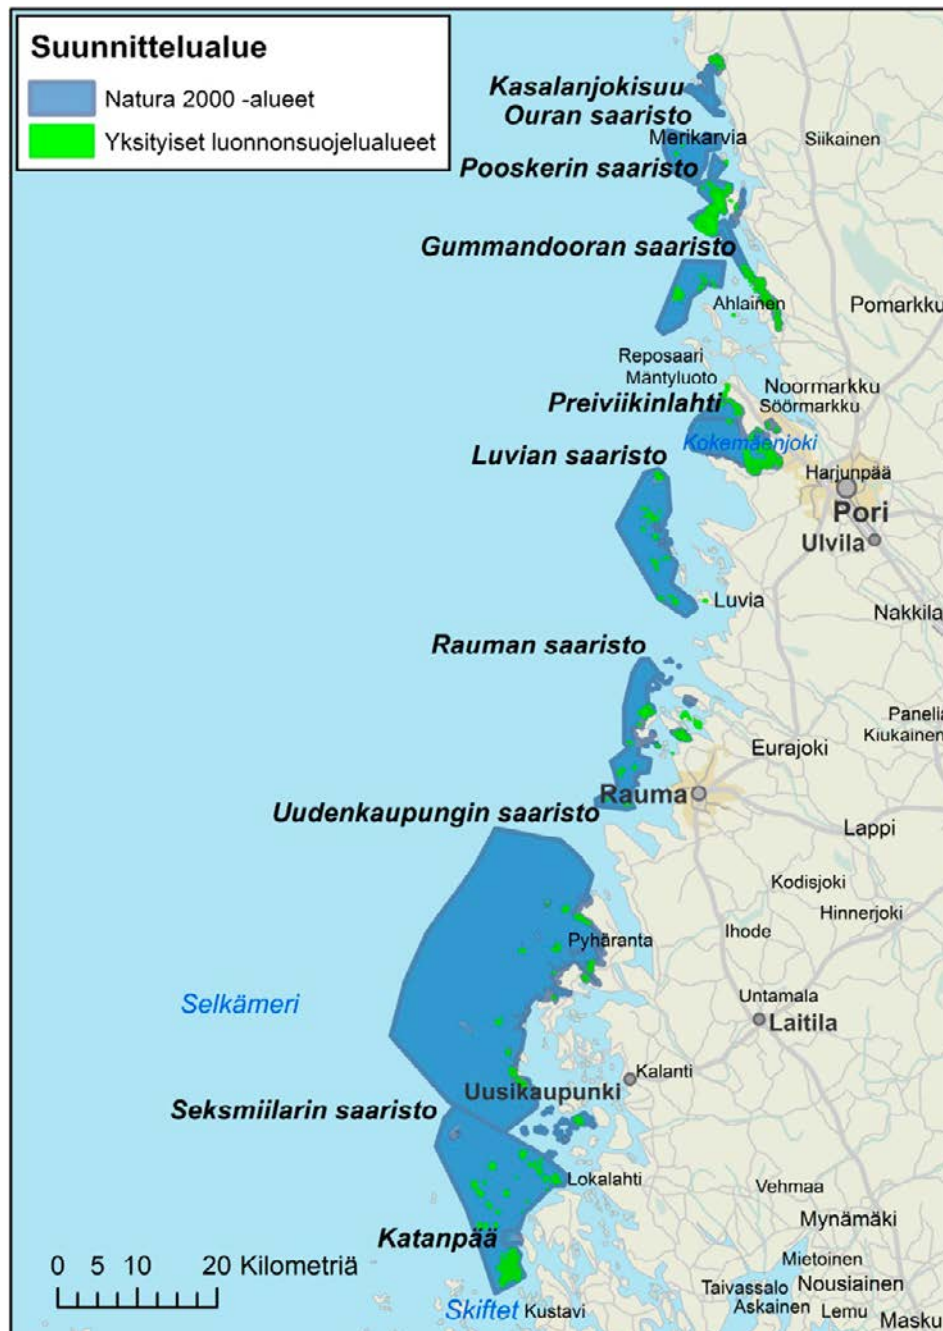 Suunnittelualue
Natura 2000 -alueet
Yksityiset luonnonsuojelualueet
Kasalanjokisuu
Ouran saaristo
Merikarvia
Siikainen
Pooskerin saaristo
Gummandooran saaristo
Ahlainen
Pomarkku
Reposaari
Mäntyluoto
Noormarkku
Preiviikinlahti
Söörmarkku
Kokemäenjoki
Luvian saaristo
Harjunpää
Pori
Ulvila
Luvia
Nakkila
Rauman saaristo
Panelia
Kiukainen
Eurajoki
Rauma
Uudenkaupungin saaristo
Lappi
Kodisjoki
Hinnerjoki
Ihode
Pyhäranta
Selkämeri
Untamala
Laitila
Kalanti
Uusikaupunki
Seksmiilarin saaristo
Lokalahti
Vehmaa
Mynämäki
Katanpää
Mietoinen
0 5 10 20 Kilometriä
Taivassalo
Nousiainen
Askainen
Lemu
Skiftet
Kustavi
Masku